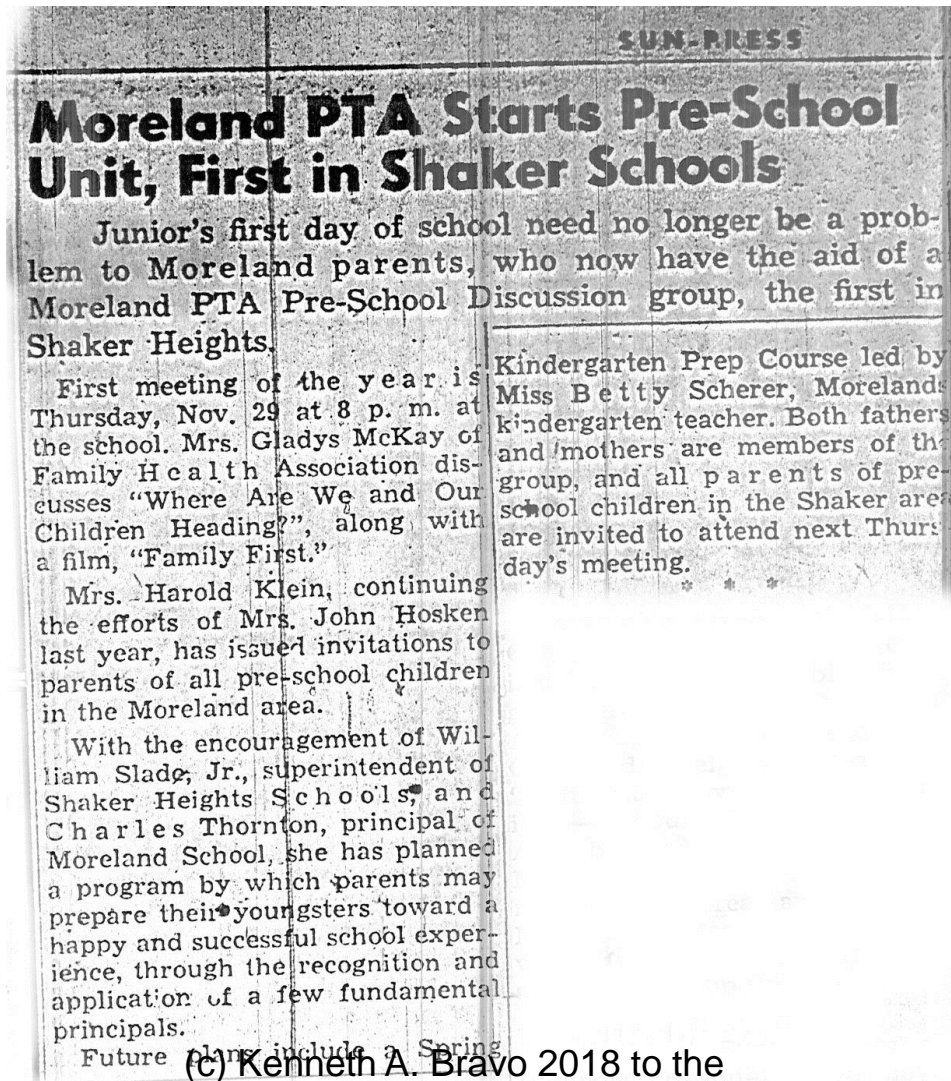 SUN-PRESS
Moreland PTA Starts Pre-School
Unit, First in Shaker Schools
Junior's first day of school need no longer be a prob-
lem to Moreland parents, who now have the aid of a
Moreland PTA Pre-School Discussion group, the first in
Shaker Heights.
First meeting of the year is
Thursday, Nov. 29 at 8 p. m. at
the school. Mrs. Gladys McKay of
Family Health Association dis-
cusses "Where Are We and Our
Children Heading?", along with
a film, "Family First."
Mrs. Harold Klein, continuing
the efforts of Mrs. John Hosken
last year, has issued invitations to
parents of all pre-school children
in the Moreland area.
With the encouragement of Wil-
liam Slade, Jr., superintendent of
Shaker Heights Schools, and
Charles Thornton, principal of
Moreland School, she has planned
a program by which parents may
prepare their youngsters toward a
happy and successful school exper-
ience, through the recognition and
application of a few fundamental
principals.
Future plans include a Spring
Kindergarten Prep Course led by
Miss Betty Scherer, Morelands
kindergarten teacher. Both fathers
and mothers are members of the
group, and all parents of pre
school children in the Shaker area
are invited to attend next Thurs
day's meeting.
* * *
(c) Kenneth A. Bravo 2018 to the